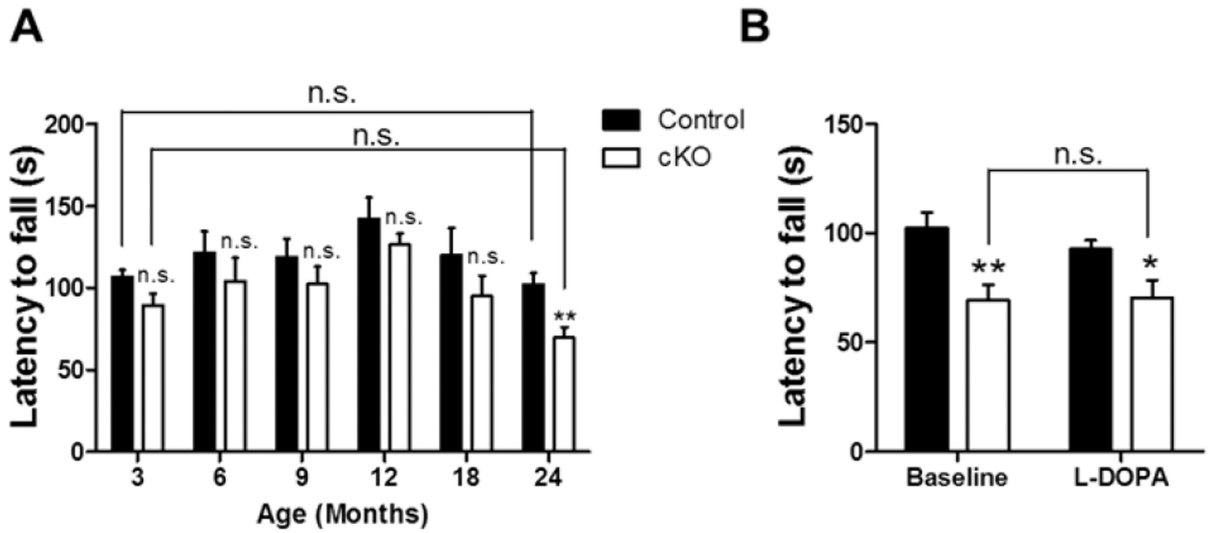 A
B
n.s.
n.s.
Control
cKO
Latency to fall (s)
200
150
100
50
0
n.s.
n.s.
n.s.
n.s.
n.s.
**
3 6 9 12 18 24
Age (Months)
Latency to fall (s)
150
100
50
0
n.s.
**
*
Baseline L-DOPA